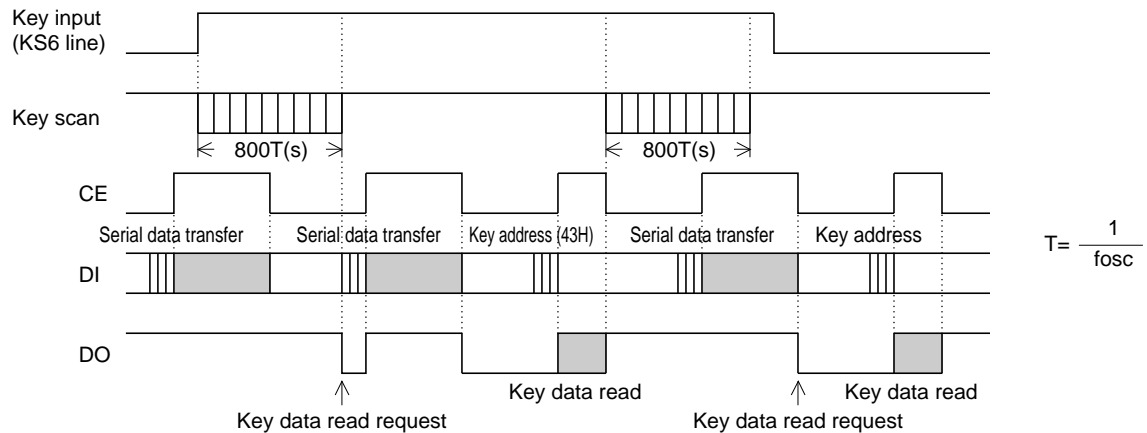 Key input
(KS6 line)
Key scan
800T(s) 800T(s)
CE
Serial data transfer Serial data transfer Key address (43H) Serial data transfer Key address
T= 1
fosc
DI
DO
Key data read Key data read
Key data read request Key data read request